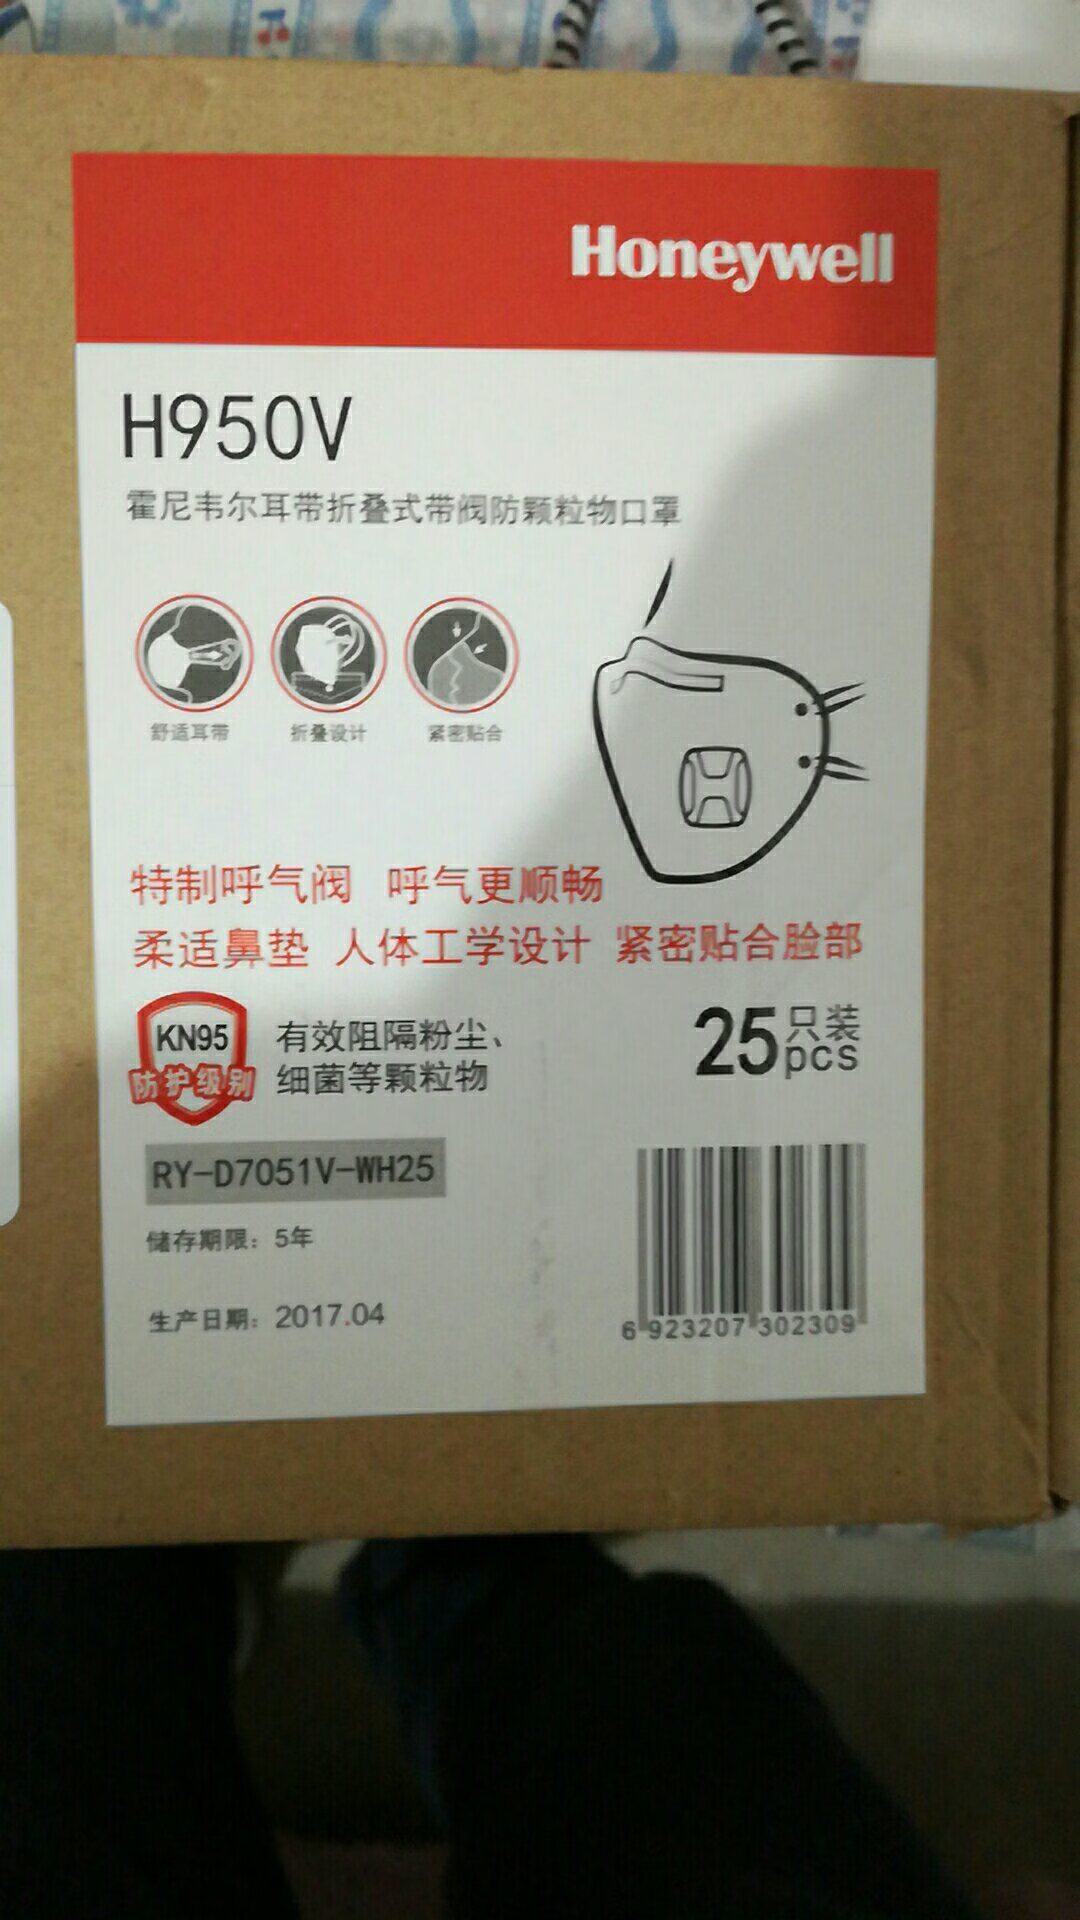 Honeywell
H950V
霍尼韦尔耳带折叠式带阀防颗粒物口罩
舒适耳带 折叠设计 紧密贴合
特制呼气阀 呼气更顺畅
柔适鼻垫 人体工学设计 紧密贴合脸部
KN95
防护级别
有效阻隔粉尘、
细菌等颗粒物
25只装
pcs
RY-D7051V-WH25
储存期限：5年
生产日期：2017.04
6 923207 302309